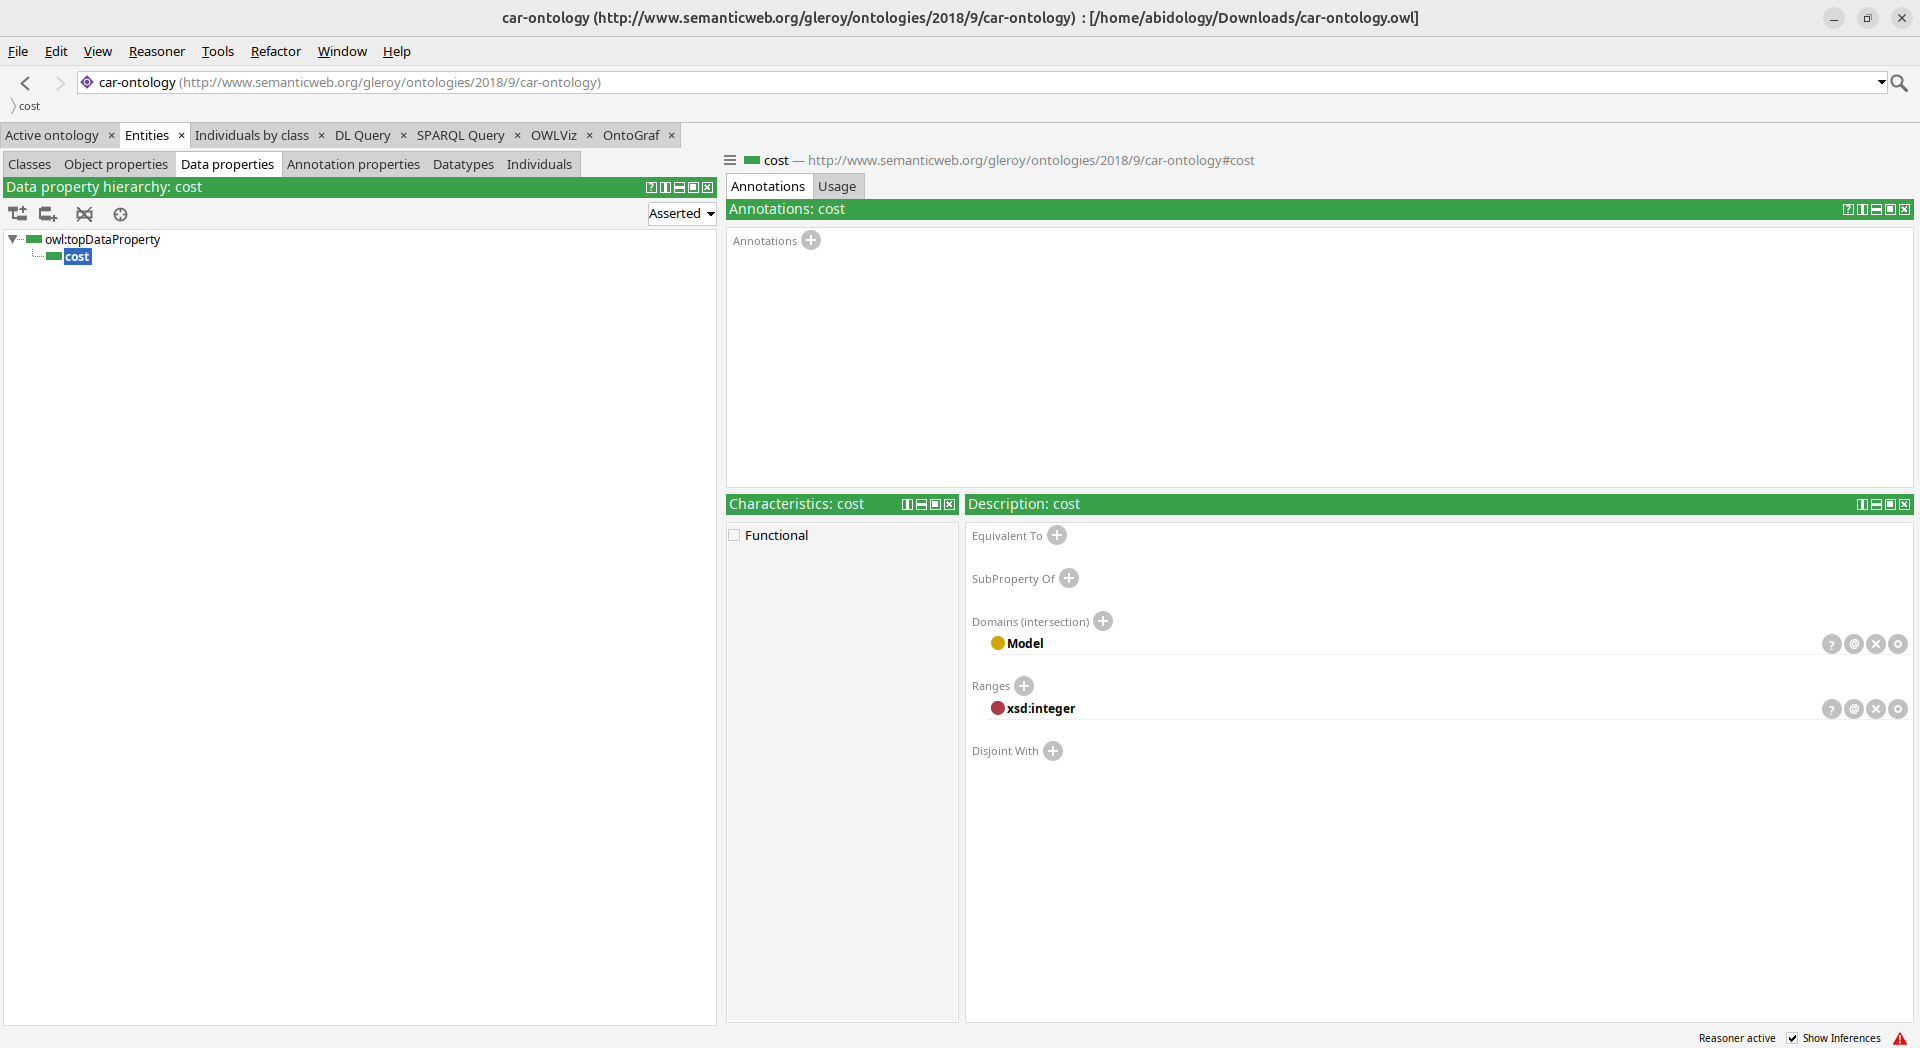 car-ontology (http://www.semanticweb.org/gleroy/ontologies/2018/9/car-ontology) : [/home/abidology/Downloads/car-ontology.owl]
File Edit View Reasoner Tools Refactor Window Help
car-ontology (http://www.semanticweb.org/gleroy/ontologies/2018/9/car-ontology)
cost
Active ontology × Entities × Individuals by class × DL Query × SPARQL Query × OWLViz × OntoGraf ×
Classes Object properties Data properties Annotation properties Datatypes Individuals
Data property hierarchy: cost
Asserted
owl:topDataProperty
cost
cost — http://www.semanticweb.org/gleroy/ontologies/2018/9/car-ontology#cost
Annotations Usage
Annotations: cost
Annotations
Characteristics: cost
Functional
Description: cost
Equivalent To
SubProperty Of
Domains (intersection)
Model
Ranges
xsd:integer
Disjoint With
Reasoner active Show Inferences